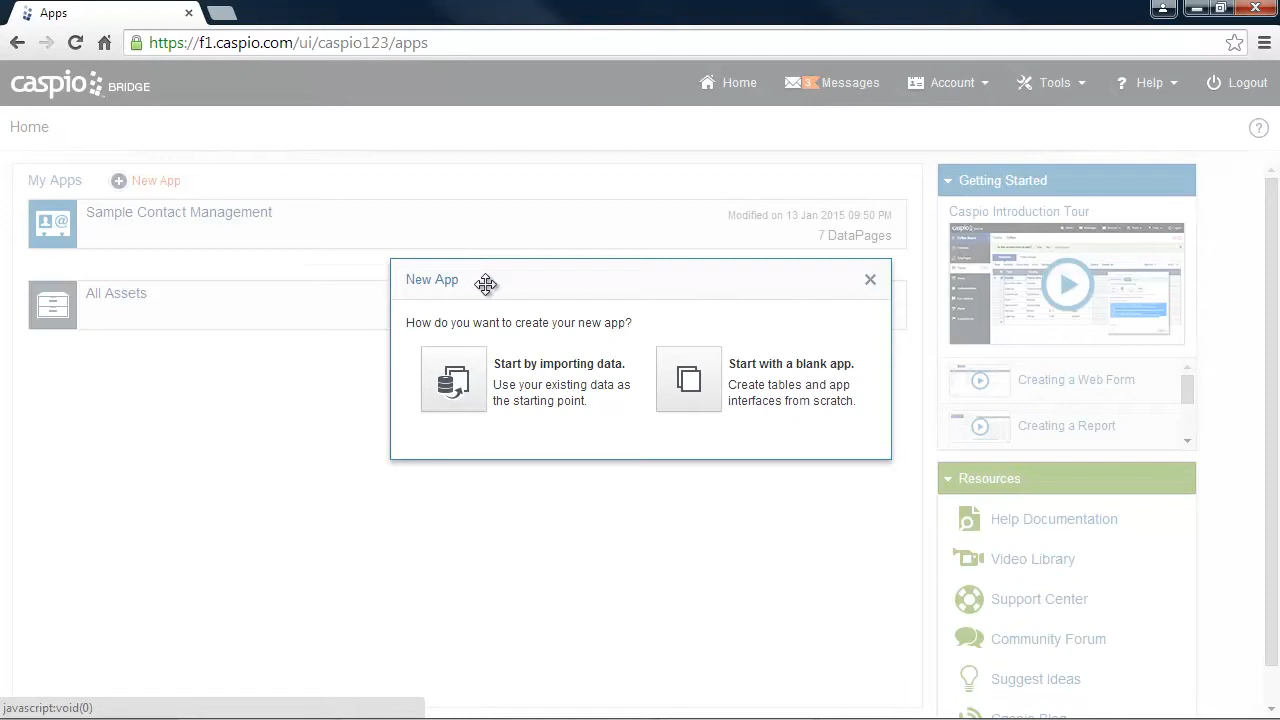 Apps
https://f1.caspio.com/ui/caspio123/apps
caspio BRIDGE
Home
3 Messages
Account
Tools
? Help
Logout
Home
?
My Apps
New App
Sample Contact Management
Modified on 13 Jan 2015 09:50 PM
7 DataPages
All Assets
New App
How do you want to create your new app?
Start by importing data.
Use your existing data as
the starting point.
Start with a blank app.
Create tables and app
interfaces from scratch.
Getting Started
Caspio Introduction Tour
Creating a Web Form
Creating a Report
Resources
Help Documentation
Video Library
Support Center
Community Forum
Suggest Ideas
Caspio Blog
javascript:void(0)